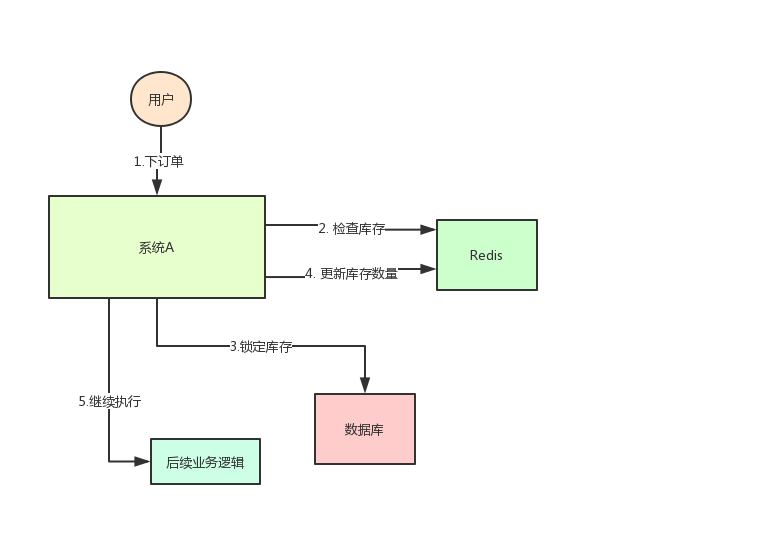 用户
1.下订单
系统A
2. 检查库存
Redis
4. 更新库存数量
3.锁定库存
5.继续执行
数据库
后续业务逻辑